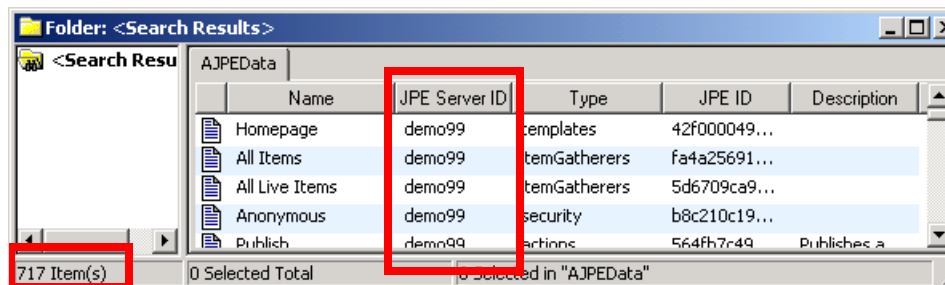 Folder: <Search Results>
<Search Resu
AJPEData
Name JPE Server ID Type JPE ID Description
Homepage demo99 templates 42f000049...
All Items demo99 temGatherers fa4a25691...
All Live Items demo99 temGatherers 5d6709ca9...
Anonymous demo99 security b8c210c19...
Publish demo99 actions 564fb7c49 Publishes a
717 Item(s) 0 Selected Total 0 Selected in "AJPEData"